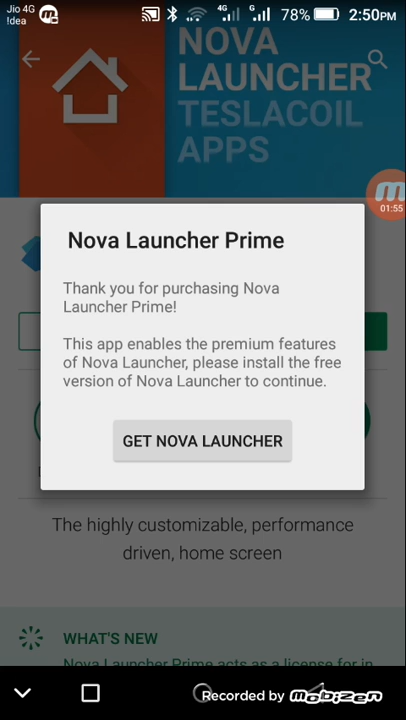 Jio 4G
!dea
4G
G
78%
2:50PM
NOVA
LAUNCHER
TESLACOIL
APPS
01:55
Nova Launcher Prime
Thank you for purchasing Nova
Launcher Prime!
This app enables the premium features
of Nova Launcher, please install the free
version of Nova Launcher to continue.
GET NOVA LAUNCHER
The highly customizable, performance
driven, home screen
WHAT'S NEW
Nova Launcher Prime acts as a license for in
Recorded by mobizen